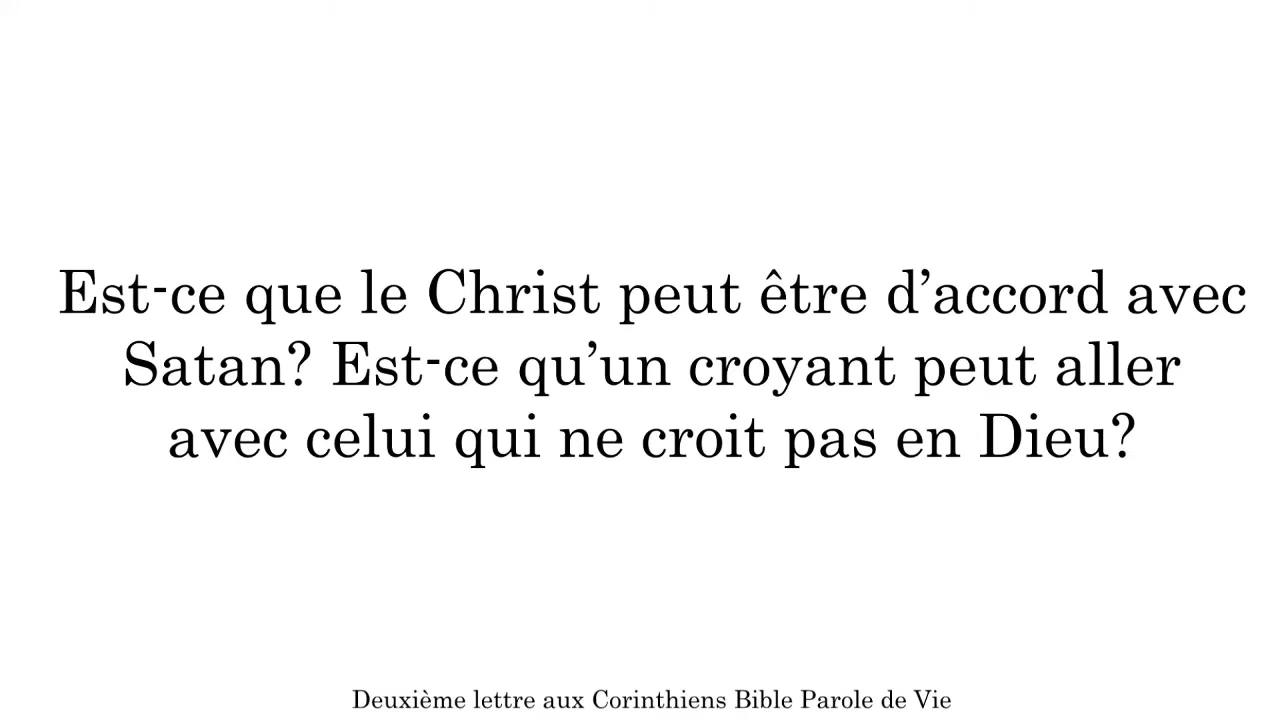 Est-ce que le Christ peut être d’accord avec
Satan? Est-ce qu’un croyant peut aller
avec celui qui ne croit pas en Dieu?
Deuxième lettre aux Corinthiens Bible Parole de Vie